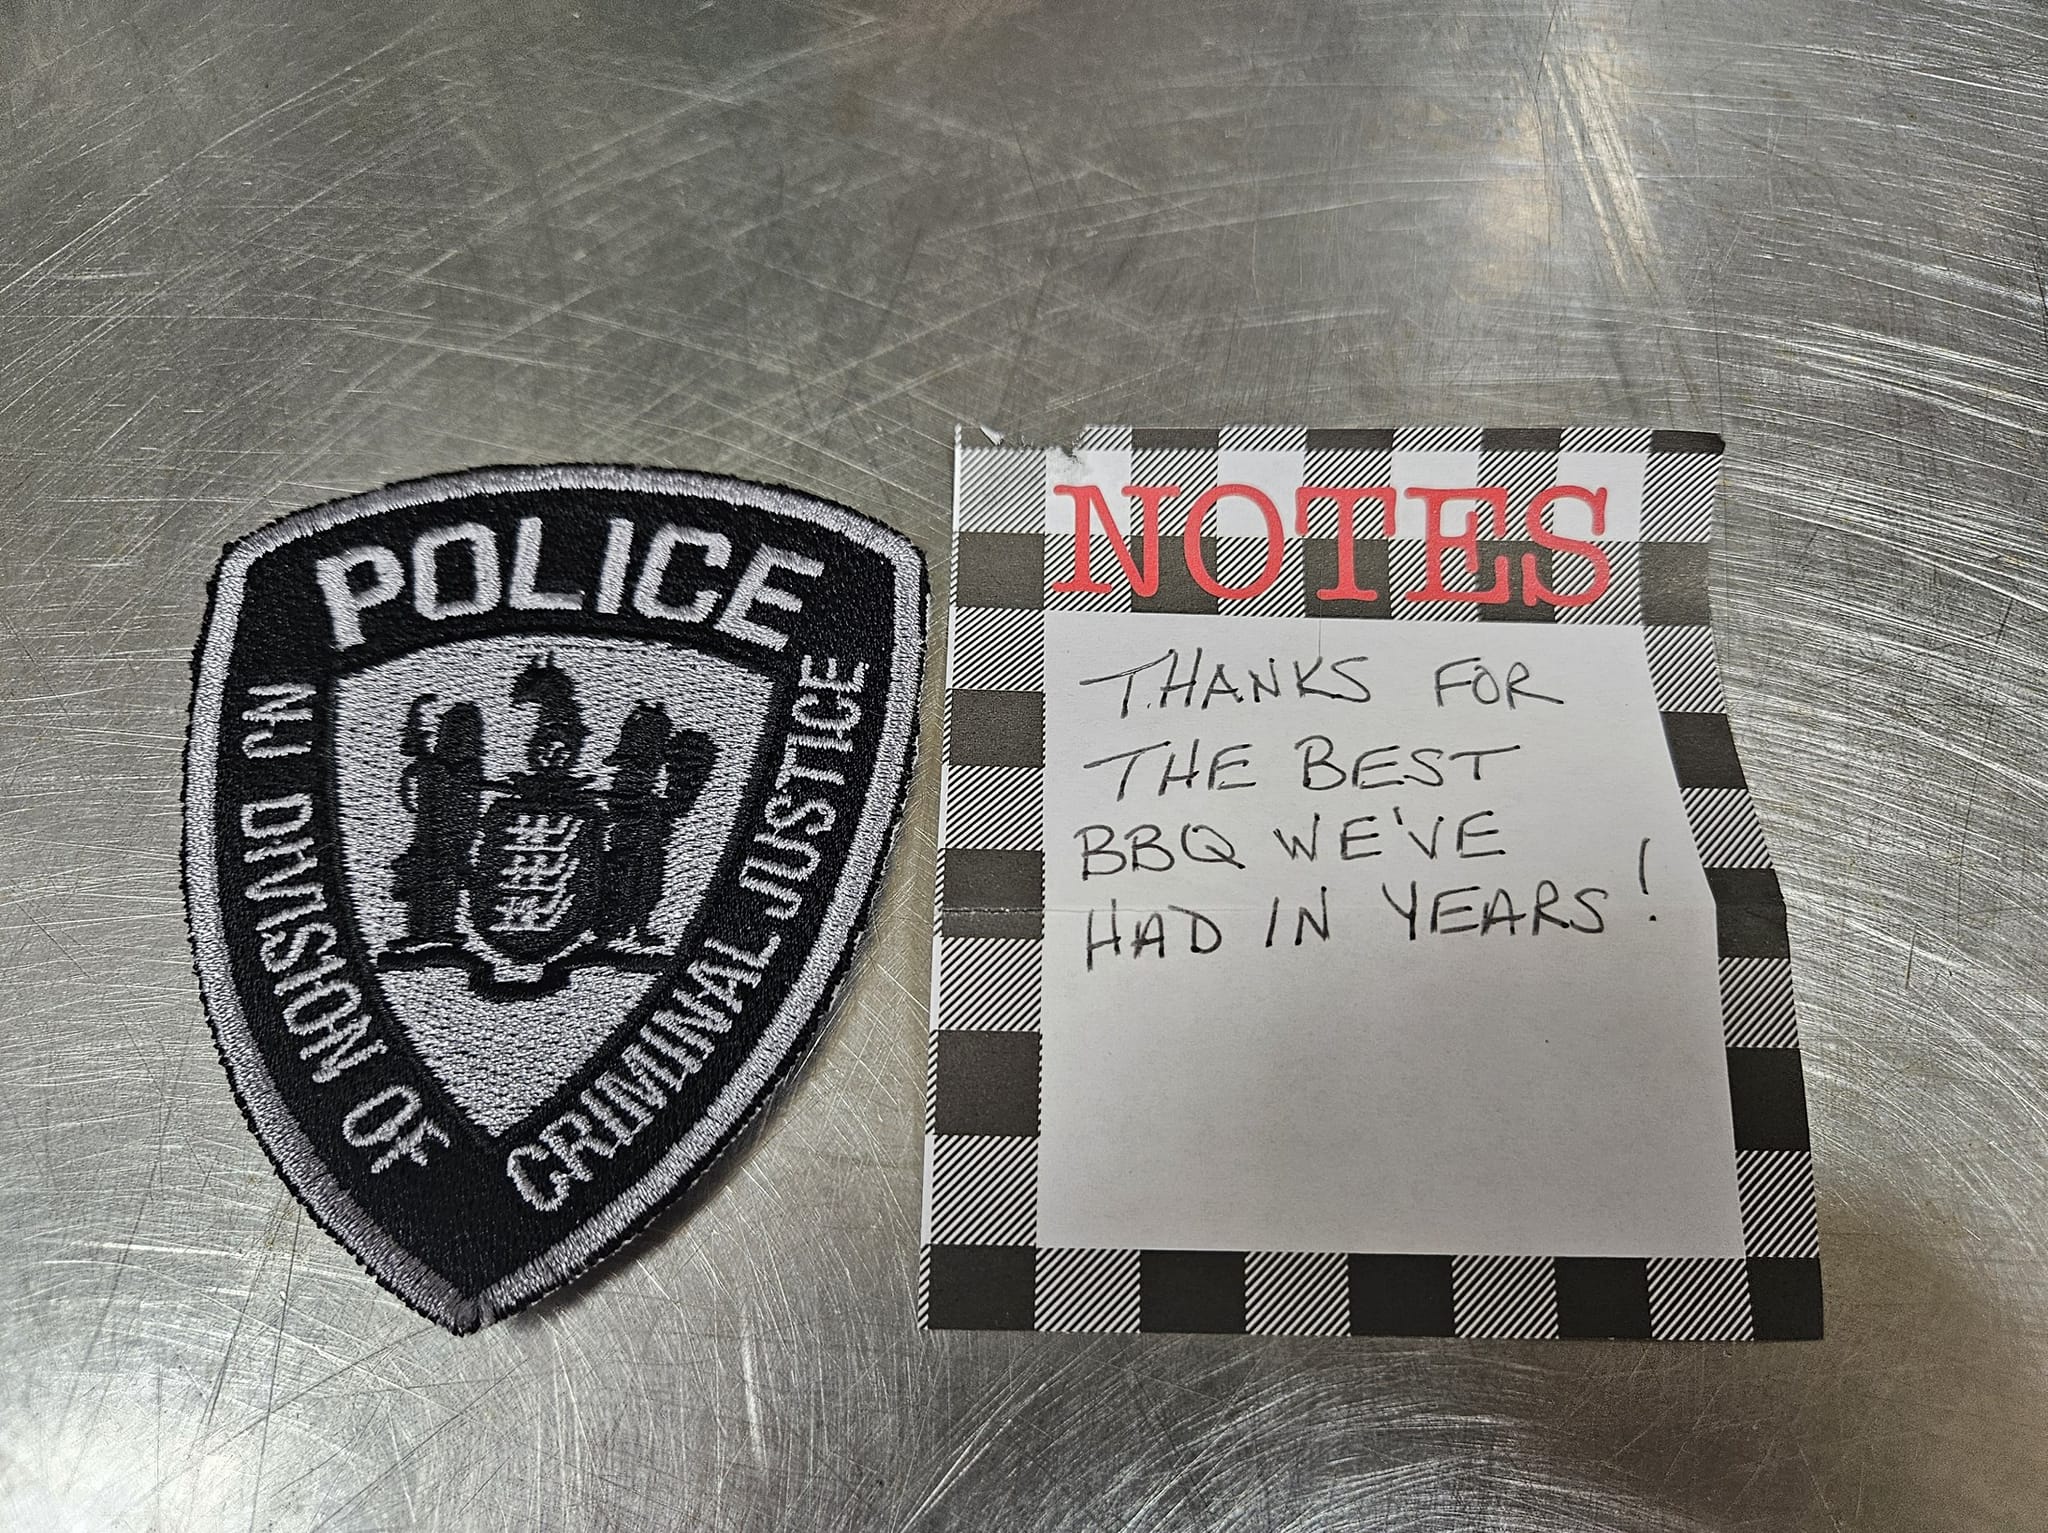 POLICE
NJ DIVISION OF
CRIMINAL JUSTICE
NOTES
THANKS FOR
THE BEST
BBQ WE'VE
HAD IN YEARS!